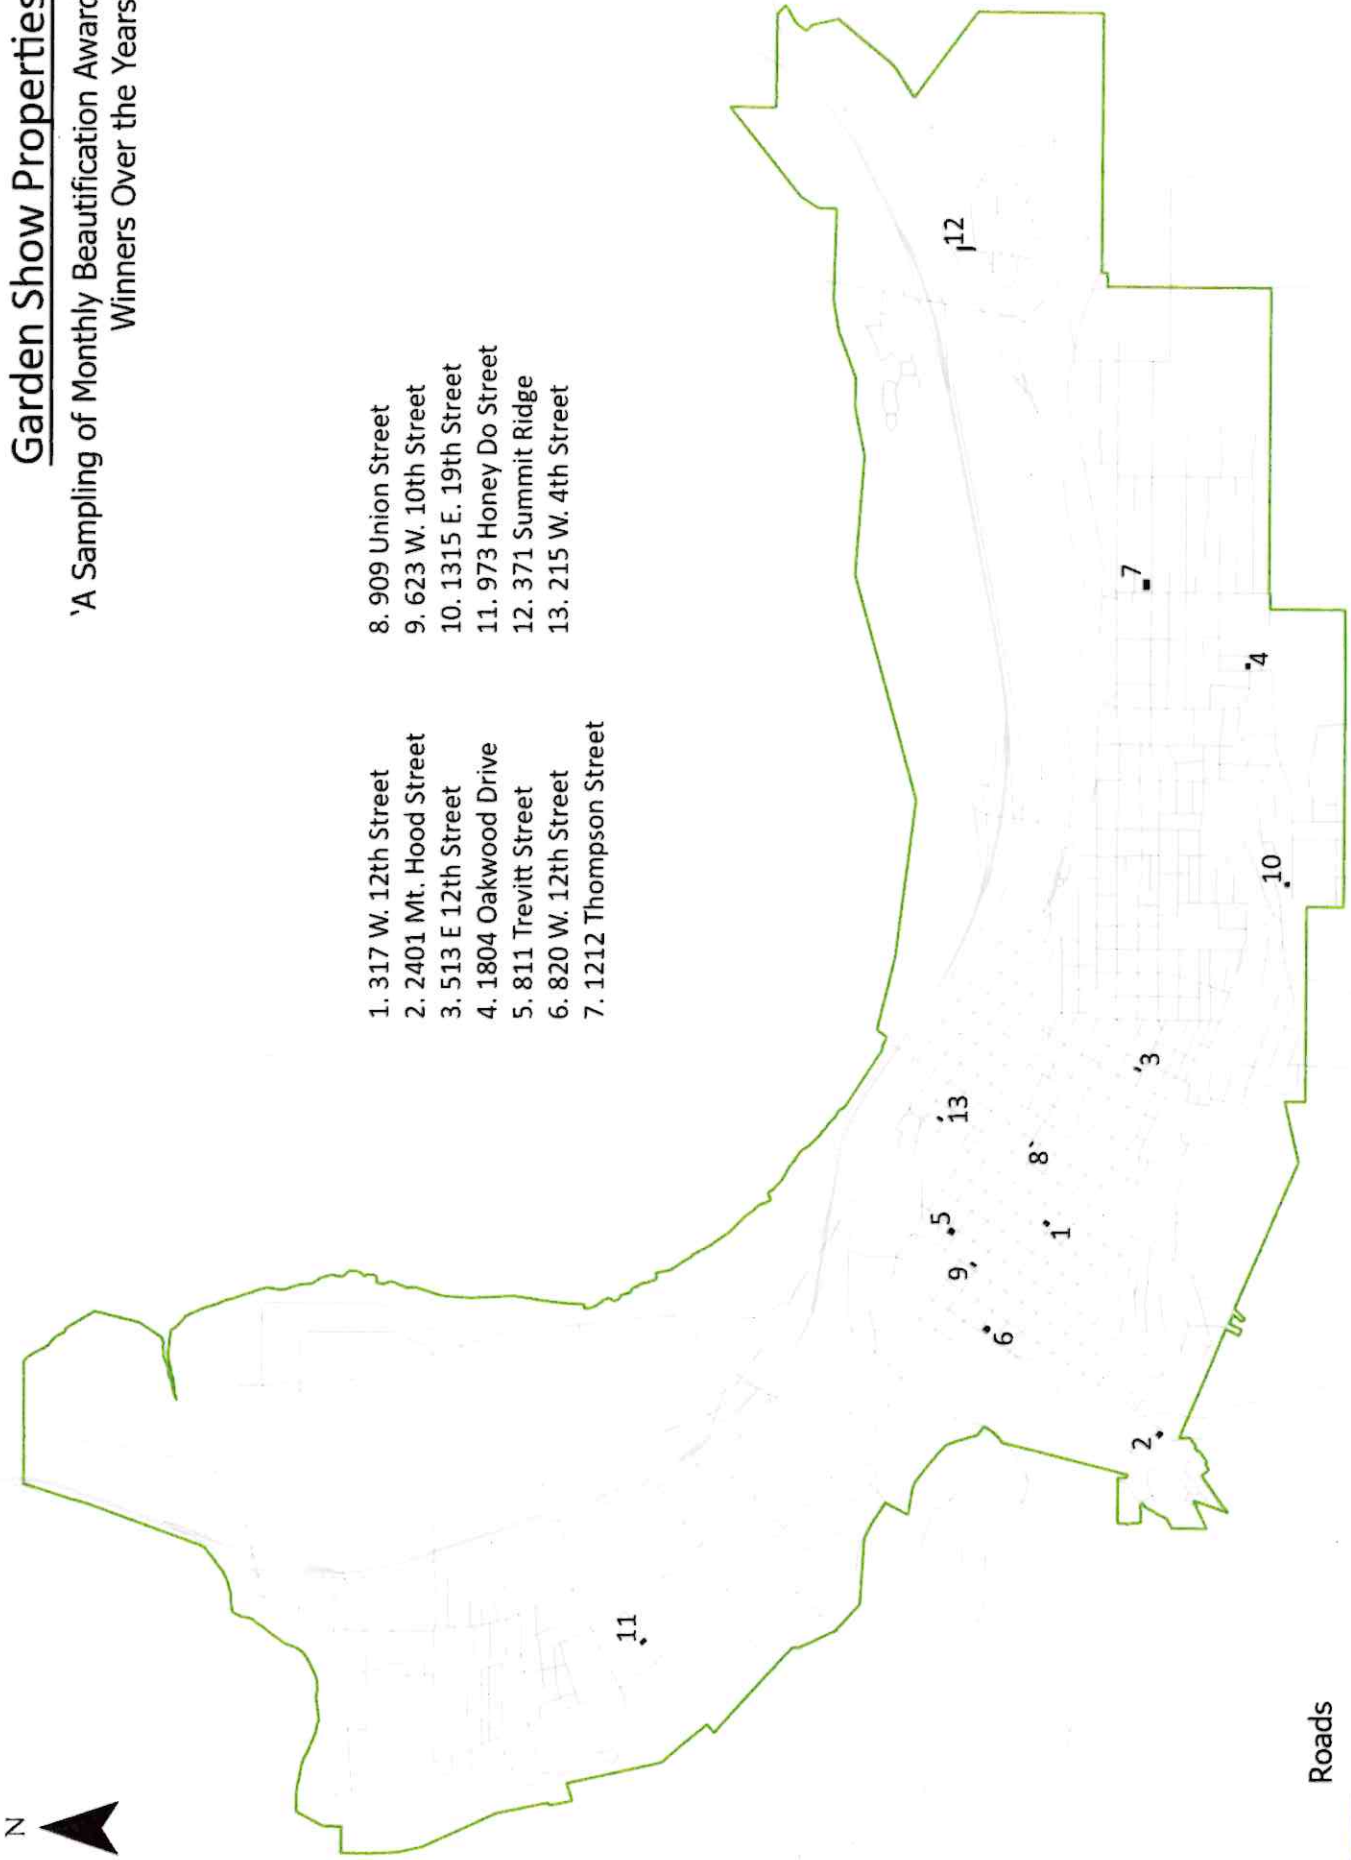 Garden Show Properties
'A Sampling of Monthly Beautification Award
Winners Over the Years
N
1. 317 W. 12th Street
2. 2401 Mt. Hood Street
3. 513 E 12th Street
4. 1804 Oakwood Drive
5. 811 Trevitt Street
6. 820 W. 12th Street
7. 1212 Thompson Street
8. 909 Union Street
9. 623 W. 10th Street
10. 1315 E. 19th Street
11. 973 Honey Do Street
12. 371 Summit Ridge
13. 215 W. 4th Street
11
12
13
5
9
6
8
1
7
3
2
4
10
Roads